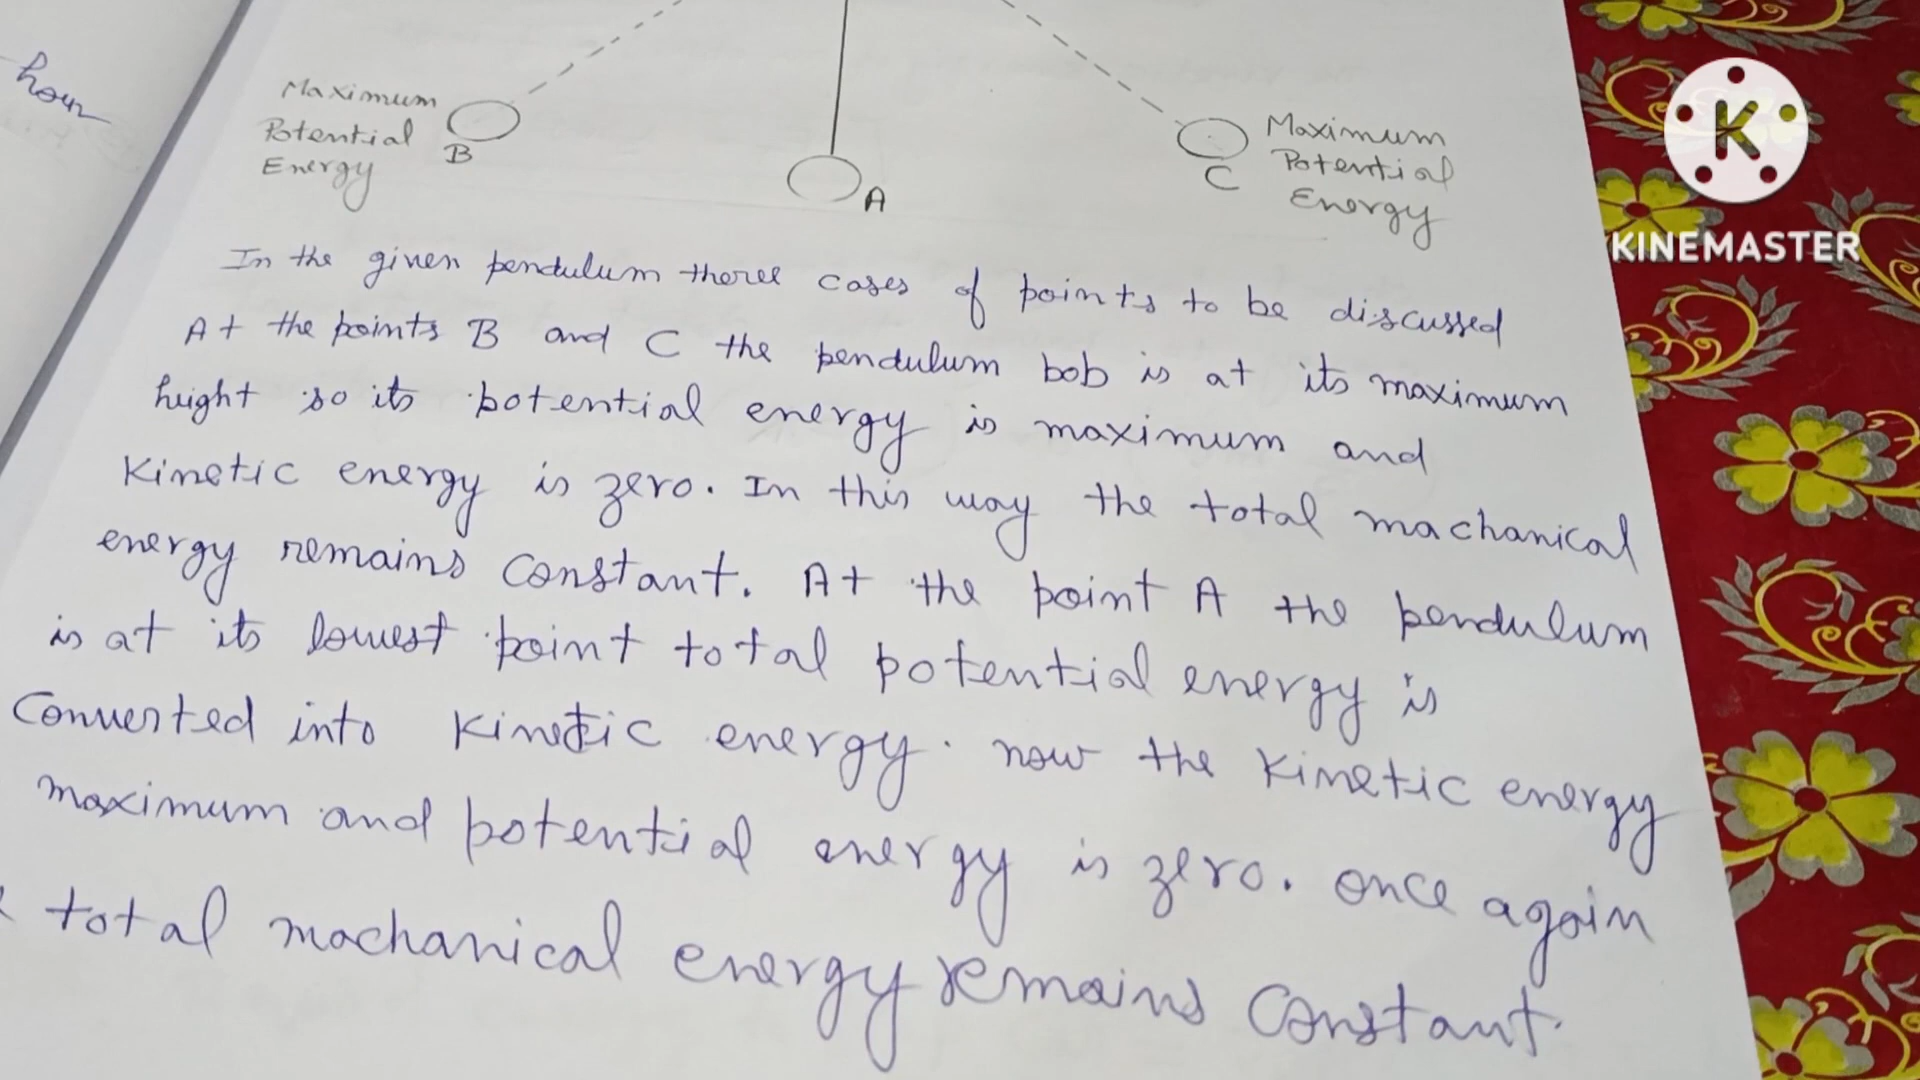 hour
Maximum
Potential
Energy
B
A
C
Maximum
Potential
Energy
In the given pendulum there cases of points to be discussed
At the points B and C the pendulum bob is at its maximum
height so its potential energy is maximum and
Kinetic energy is zero. In this way the total machanical
energy remains constant. At the point A the pendulum
is at its lowest point total potential energy is
Converted into Kinetic energy. now the Kinetic energy
maximum and potential energy is zero. once again
total machanical energy remains constant.
K
KINEMASTER